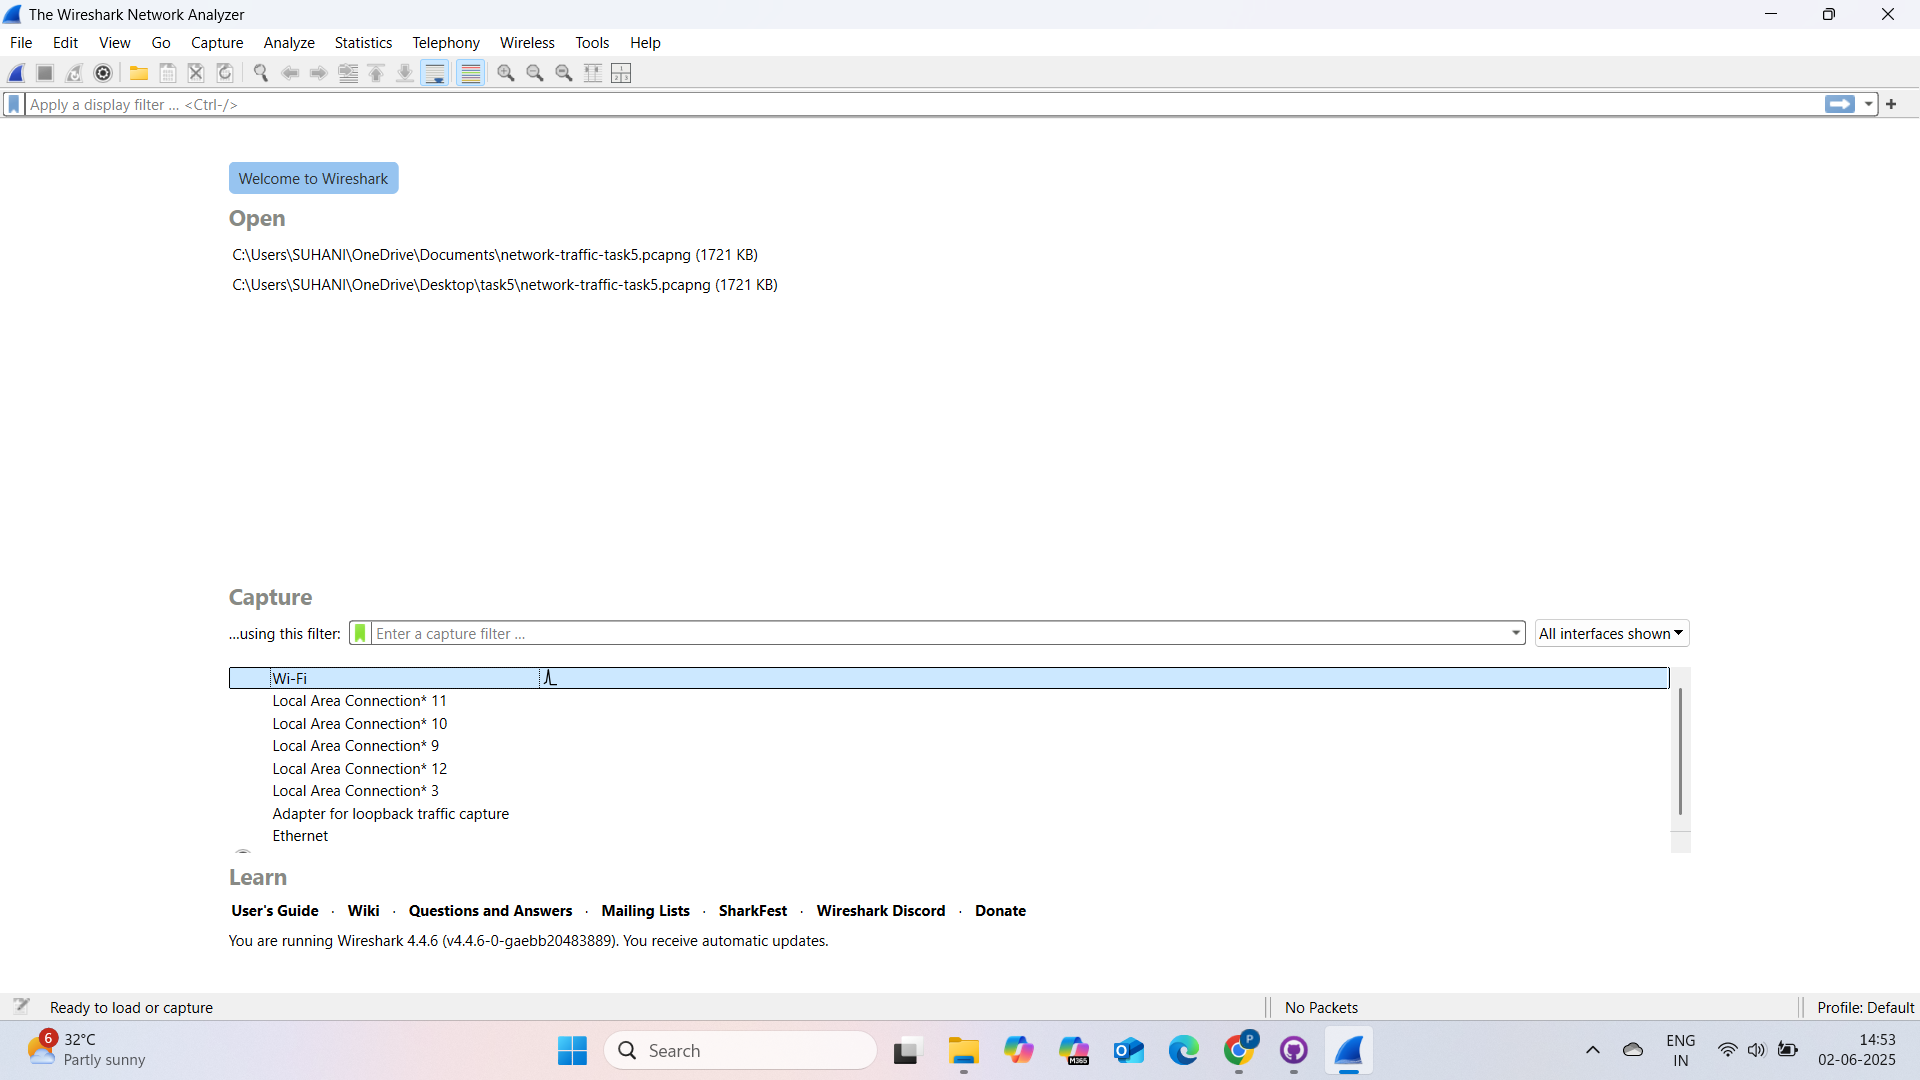 The Wireshark Network Analyzer
File Edit View Go Capture Analyze Statistics Telephony Wireless Tools Help
Apply a display filter ... <Ctrl-/>
Welcome to Wireshark
Open
C:\Users\SUHANI\OneDrive\Documents\network-traffic-task5.pcapng (1721 KB)
C:\Users\SUHANI\OneDrive\Desktop\task5\network-traffic-task5.pcapng (1721 KB)
Capture
...using this filter: Enter a capture filter ... All interfaces shown
Wi-Fi
Local Area Connection* 11
Local Area Connection* 10
Local Area Connection* 9
Local Area Connection* 12
Local Area Connection* 3
Adapter for loopback traffic capture
Ethernet
Learn
User's Guide · Wiki · Questions and Answers · Mailing Lists · SharkFest · Wireshark Discord · Donate
You are running Wireshark 4.4.6 (v4.4.6-0-gaebb20483889). You receive automatic updates.
Ready to load or capture No Packets Profile: Default
6 32°C
Partly sunny
Search
M365
P
ENG
IN
14:53
02-06-2025